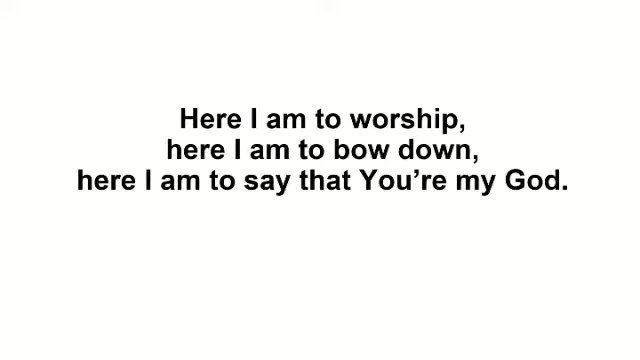 Here I am to worship,
here I am to bow down,
here I am to say that You’re my God.